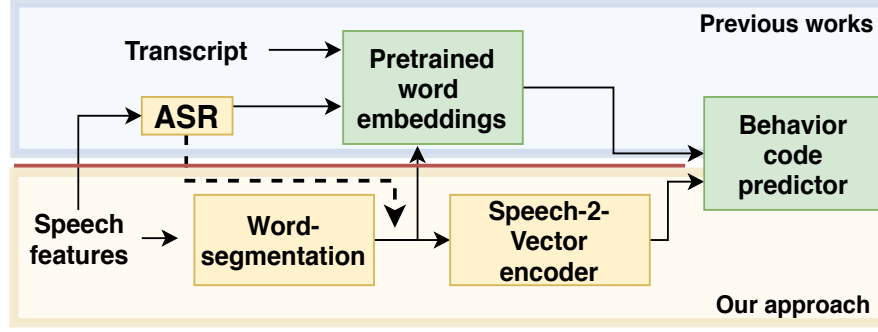 Previous works
Transcript
Pretrained
word
embeddings
ASR
Behavior
code
predictor
Speech
features
Word-
segmentation
Speech-2-
Vector
encoder
Our approach